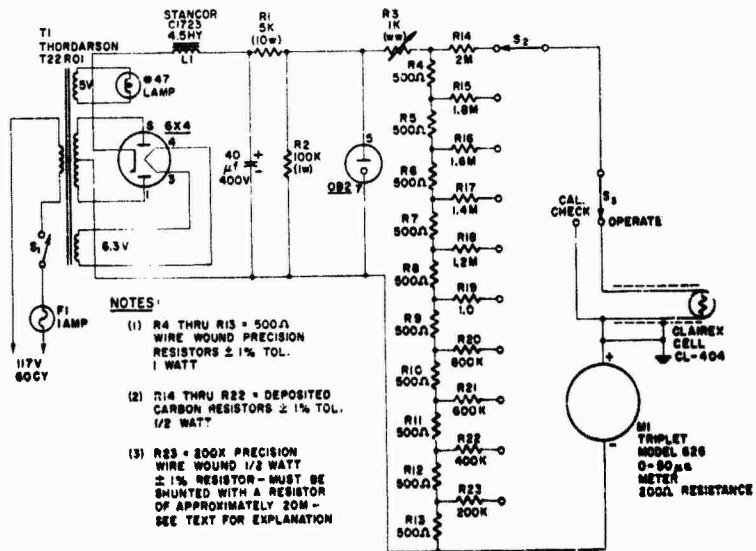 T1
THORDARSON
T22R01
STANCOR
C1723
4.5HY
L1
R1
5K
(10w)
R3
1K
(ww)
R14
2M
S2
5V
#47
LAMP
6X4
S
4
3
1
6.3V
40
µf
400V
+
-
R2
100K
(1w)
5
OB2
R4
500Ω
R5
500Ω
R6
500Ω
R7
500Ω
R8
500Ω
R9
500Ω
R10
500Ω
R11
500Ω
R12
500Ω
R13
500Ω
R15
1.8M
R16
1.6M
R17
1.4M
R18
1.2M
R19
1.0
R20
800K
R21
600K
R22
400K
R23
200K
CAL.
CHECK
S3
OPERATE
CLAIREX
CELL
CL-404
+
-
M1
TRIPLET
MODEL 626
0-50µa
METER
200Ω RESISTANCE
S1
F1
1AMP
117V
60CY
NOTES:
(1) R4 THRU R13 = 500Ω
WIRE WOUND PRECISION
RESISTORS ± 1% TOL.
1 WATT
(2) R14 THRU R22 = DEPOSITED
CARBON RESISTORS ± 1% TOL.
1/2 WATT
(3) R23 = 200K PRECISION
WIRE WOUND 1/2 WATT
± 1% RESISTOR - MUST BE
SHUNTED WITH A RESISTOR
OF APPROXIMATELY 20M -
SEE TEXT FOR EXPLANATION